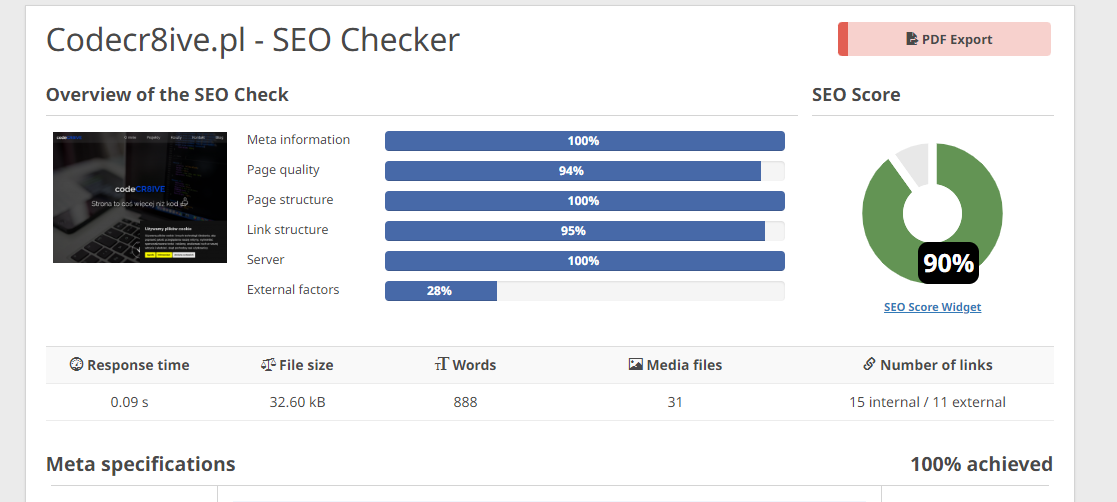 Codecr8ive.pl - SEO Checker
PDF Export
Overview of the SEO Check
SEO Score
codeCR8IVE
Strona to coś więcej niż kod
Używamy plików cookie
Meta information 100%
Page quality 94%
Page structure 100%
Link structure 95%
Server 100%
External factors 28%
90%
SEO Score Widget
Response time File size Words Media files Number of links
0.09 s 32.60 kB 888 31 15 internal / 11 external
Meta specifications 100% achieved